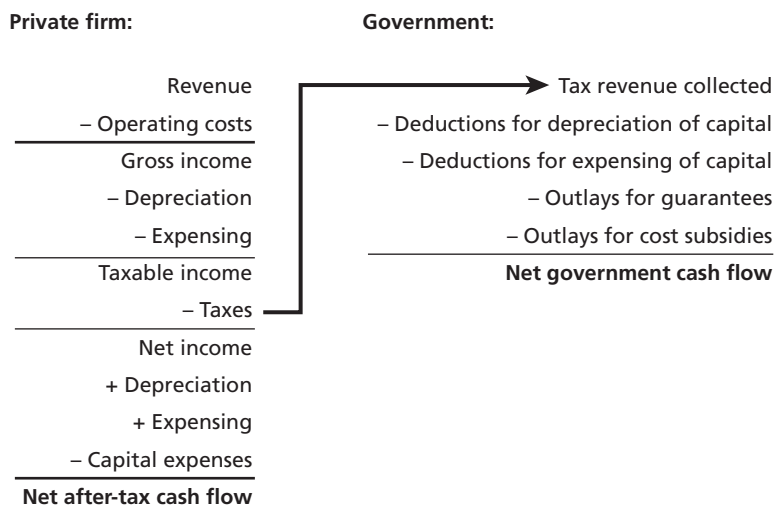 Private firm:
Revenue
– Operating costs
Gross income
– Depreciation
– Expensing
Taxable income
– Taxes
Net income
+ Depreciation
+ Expensing
– Capital expenses
Net after-tax cash flow
Government:
Tax revenue collected
– Deductions for depreciation of capital
– Deductions for expensing of capital
– Outlays for guarantees
– Outlays for cost subsidies
Net government cash flow